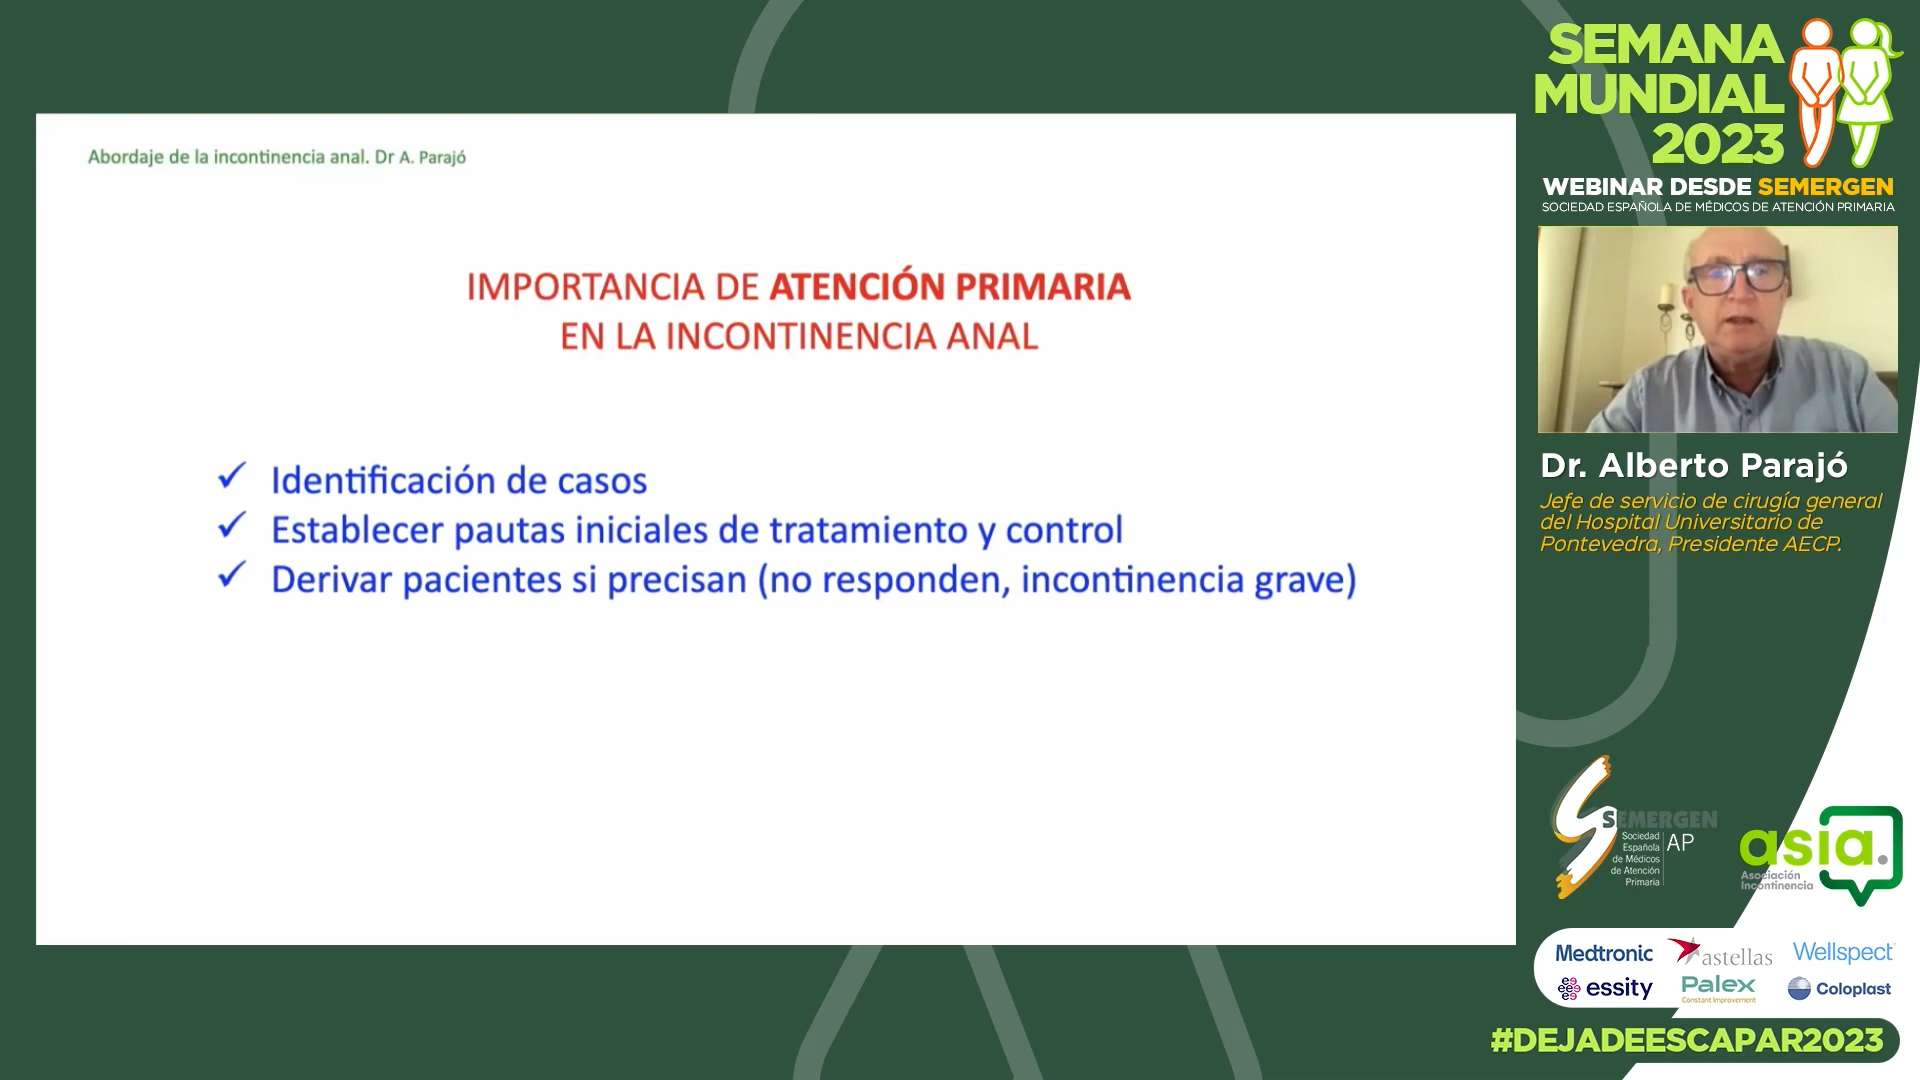 Abordaje de la incontinencia anal. Dr A. Parajó
IMPORTANCIA DE ATENCIÓN PRIMARIA
EN LA INCONTINENCIA ANAL
✓ Identificación de casos
✓ Establecer pautas iniciales de tratamiento y control
✓ Derivar pacientes si precisan (no responden, incontinencia grave)
SEMANA
MUNDIAL
2023
WEBINAR DESDE SEMERGEN
SOCIEDAD ESPAÑOLA DE MÉDICOS DE ATENCIÓN PRIMARIA
Dr. Alberto Parajó
Jefe de servicio de cirugía general
del Hospital Universitario de
Pontevedra, Presidente AECP.
SEMERGEN
Sociedad
Española
de Médicos
de Atención
Primaria
AP
asia.
Asociación
Incontinencia
Medtronic
astellas
Wellspect
essity
Palex
Constant Improvement
Coloplast
#DEJADEESCAPAR2023